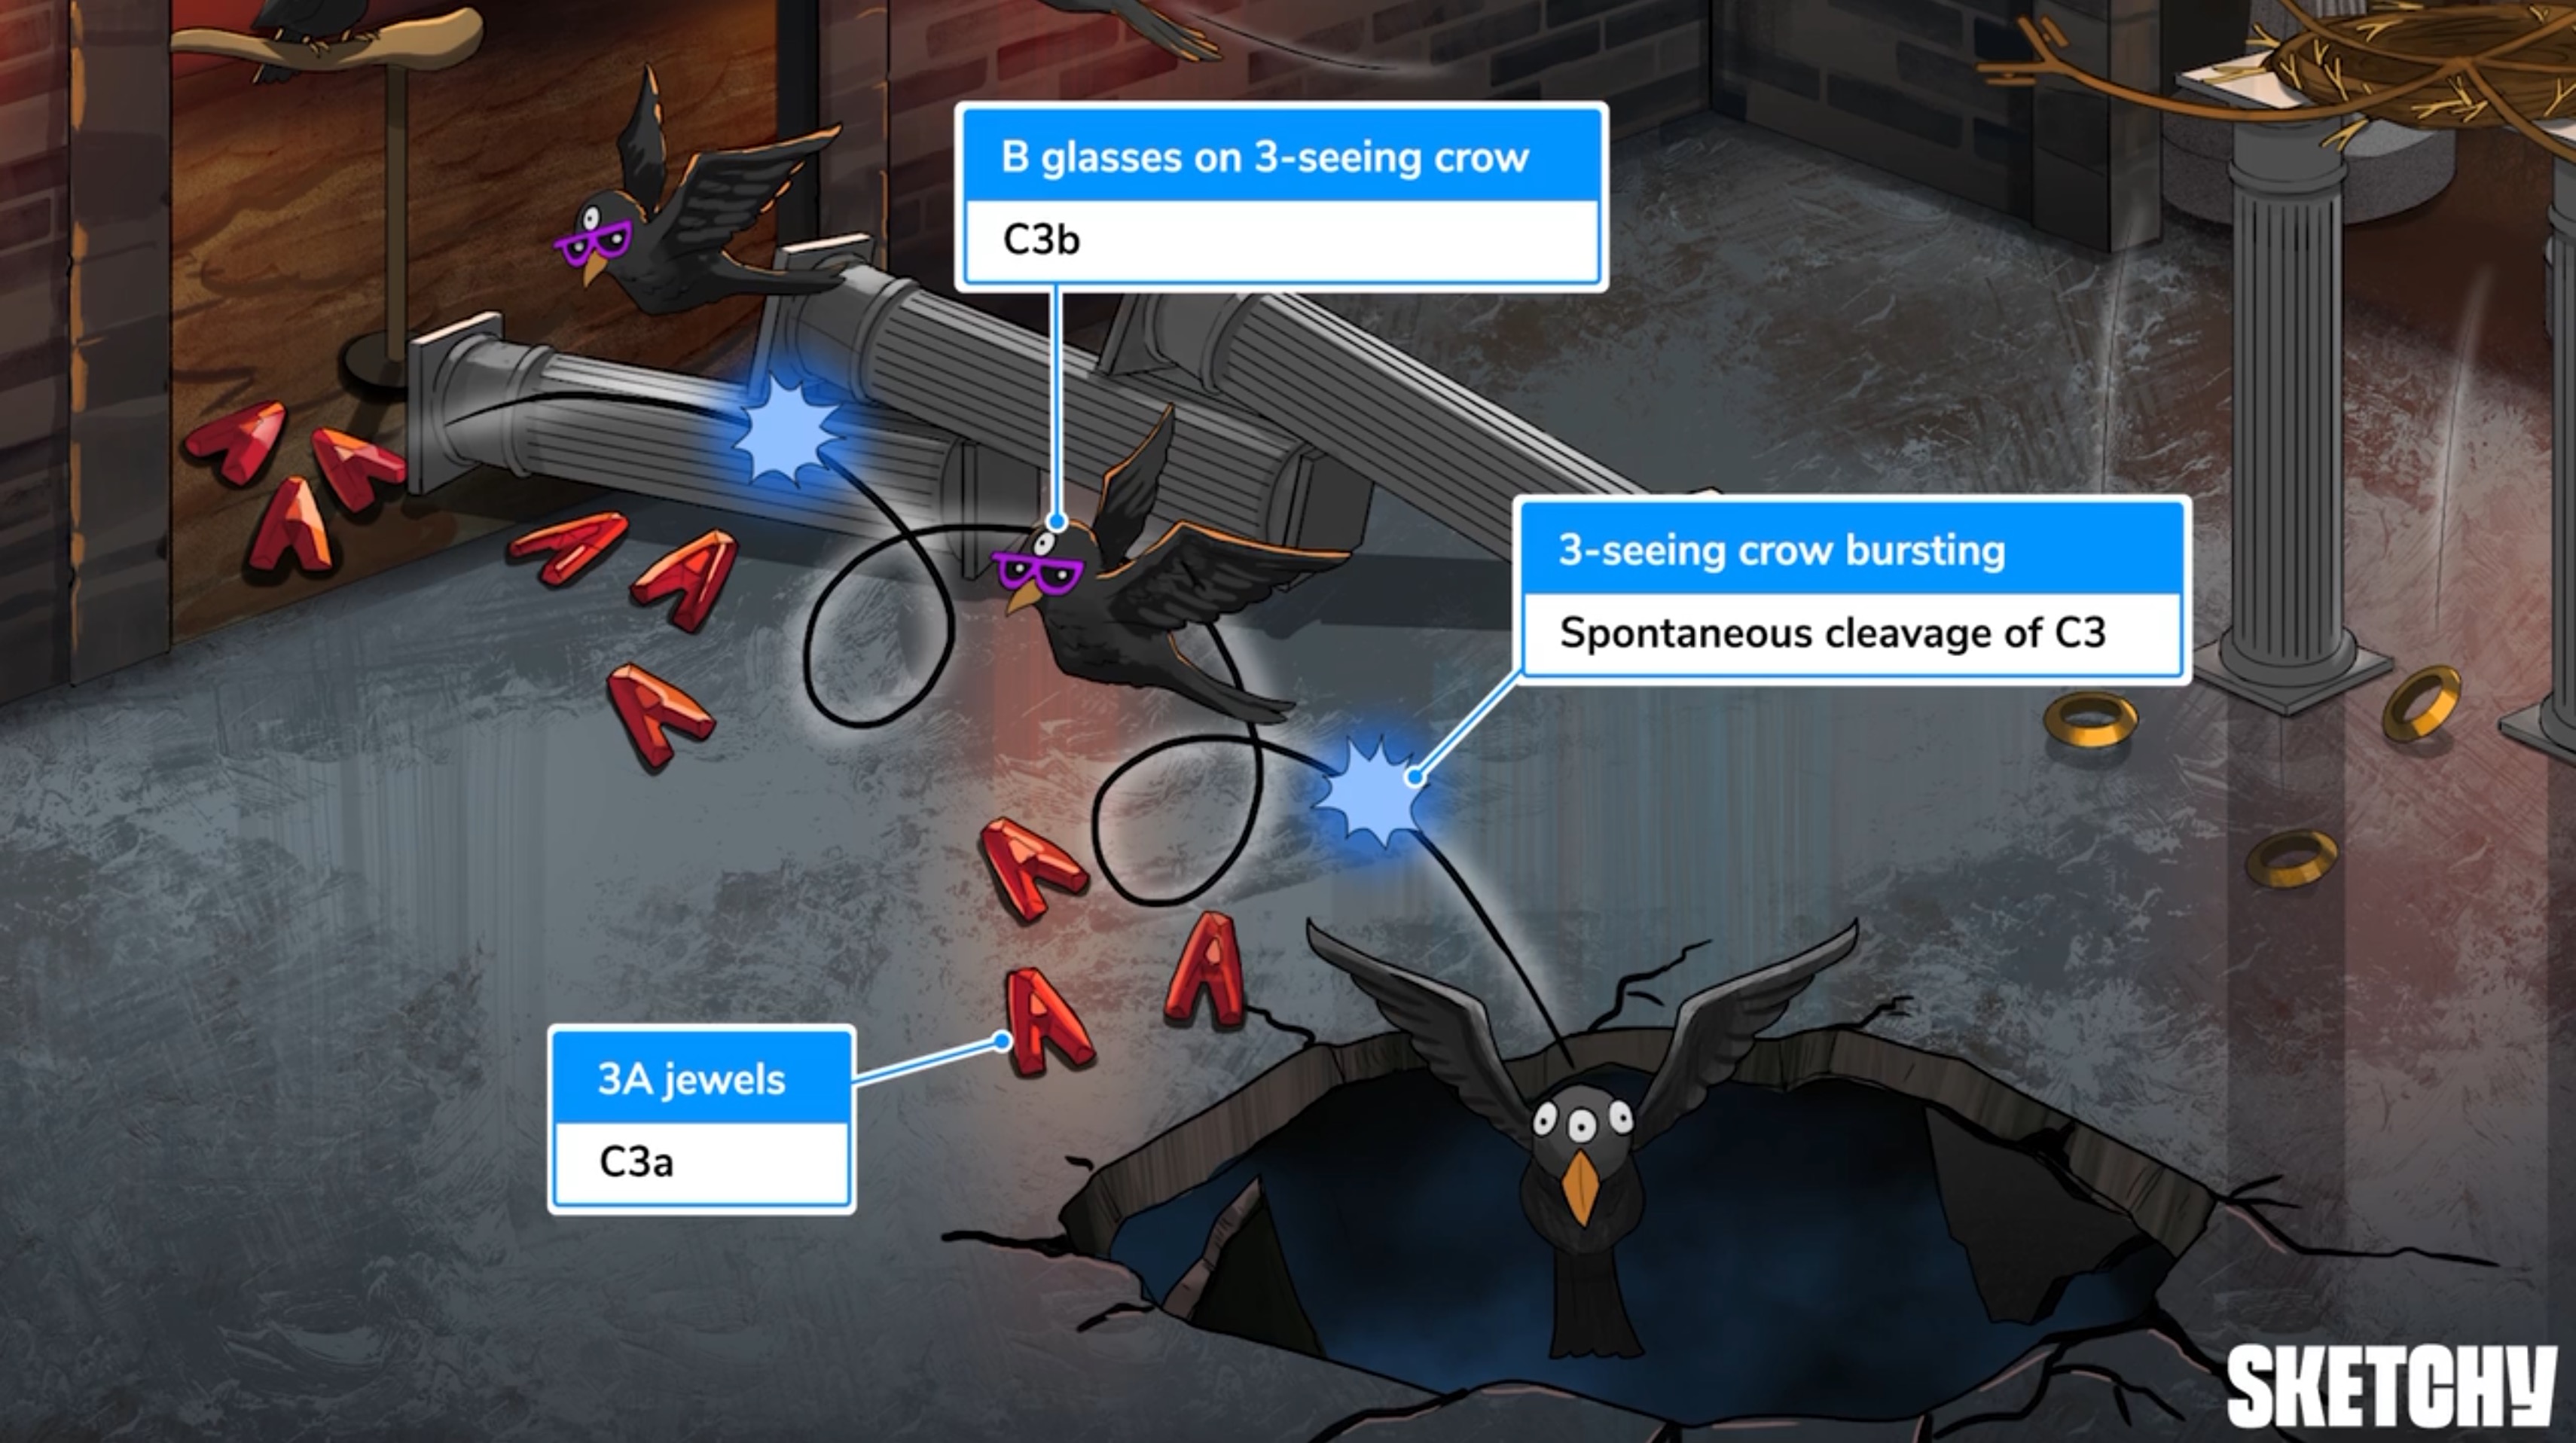 B glasses on 3-seeing crow
C3b
3-seeing crow bursting
Spontaneous cleavage of C3
A A
A
A A
A
A
A A
3A jewels
C3a
SKETCHY